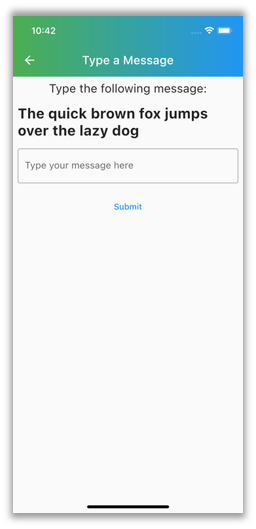 10:42
Type a Message
Type the following message:
The quick brown fox jumps
over the lazy dog
Type your message here
Submit